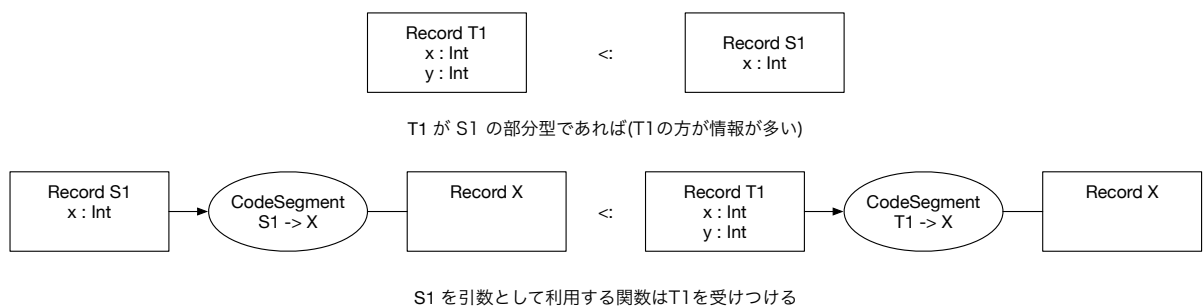 Record T1
x : Int
y : Int
<:
Record S1
x : Int
T1 が S1 の部分型であれば(T1の方が情報が多い)
Record S1
x : Int
CodeSegment
S1 -> X
Record X
<:
Record T1
x : Int
y : Int
CodeSegment
T1 -> X
Record X
S1 を引数として利用する関数はT1を受けつける